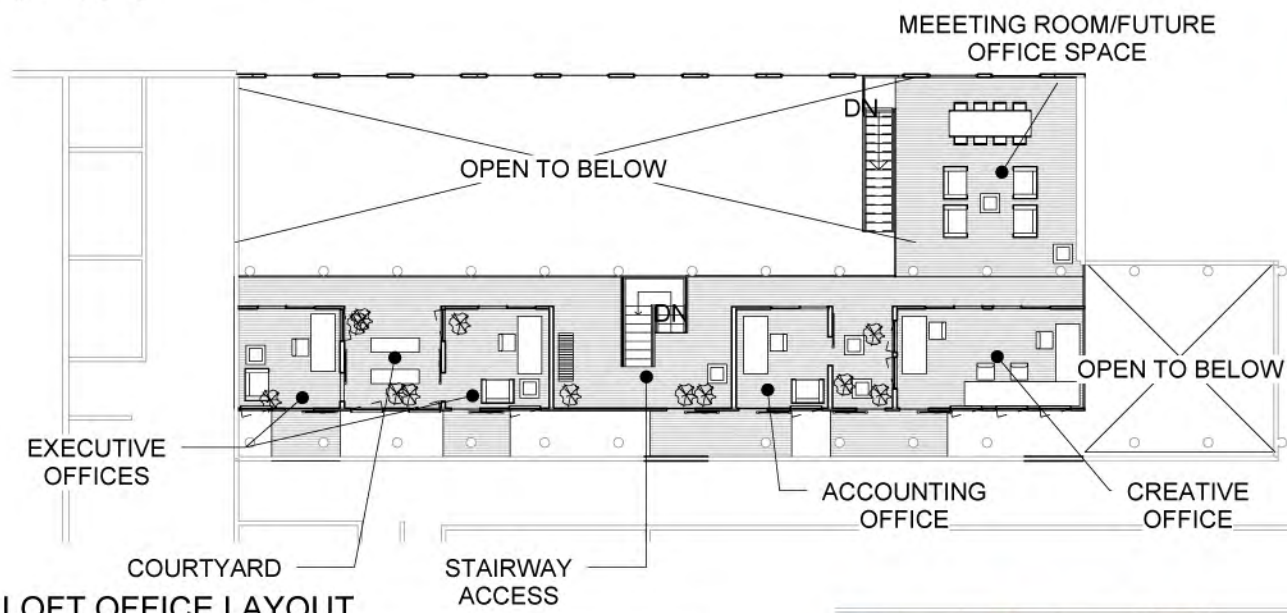 MEEETING ROOM/FUTURE
OFFICE SPACE
DN
OPEN TO BELOW
DN
OPEN TO BELOW
EXECUTIVE
OFFICES
ACCOUNTING
OFFICE
CREATIVE
OFFICE
COURTYARD
STAIRWAY
ACCESS
LOFT OFFICE LAYOUT